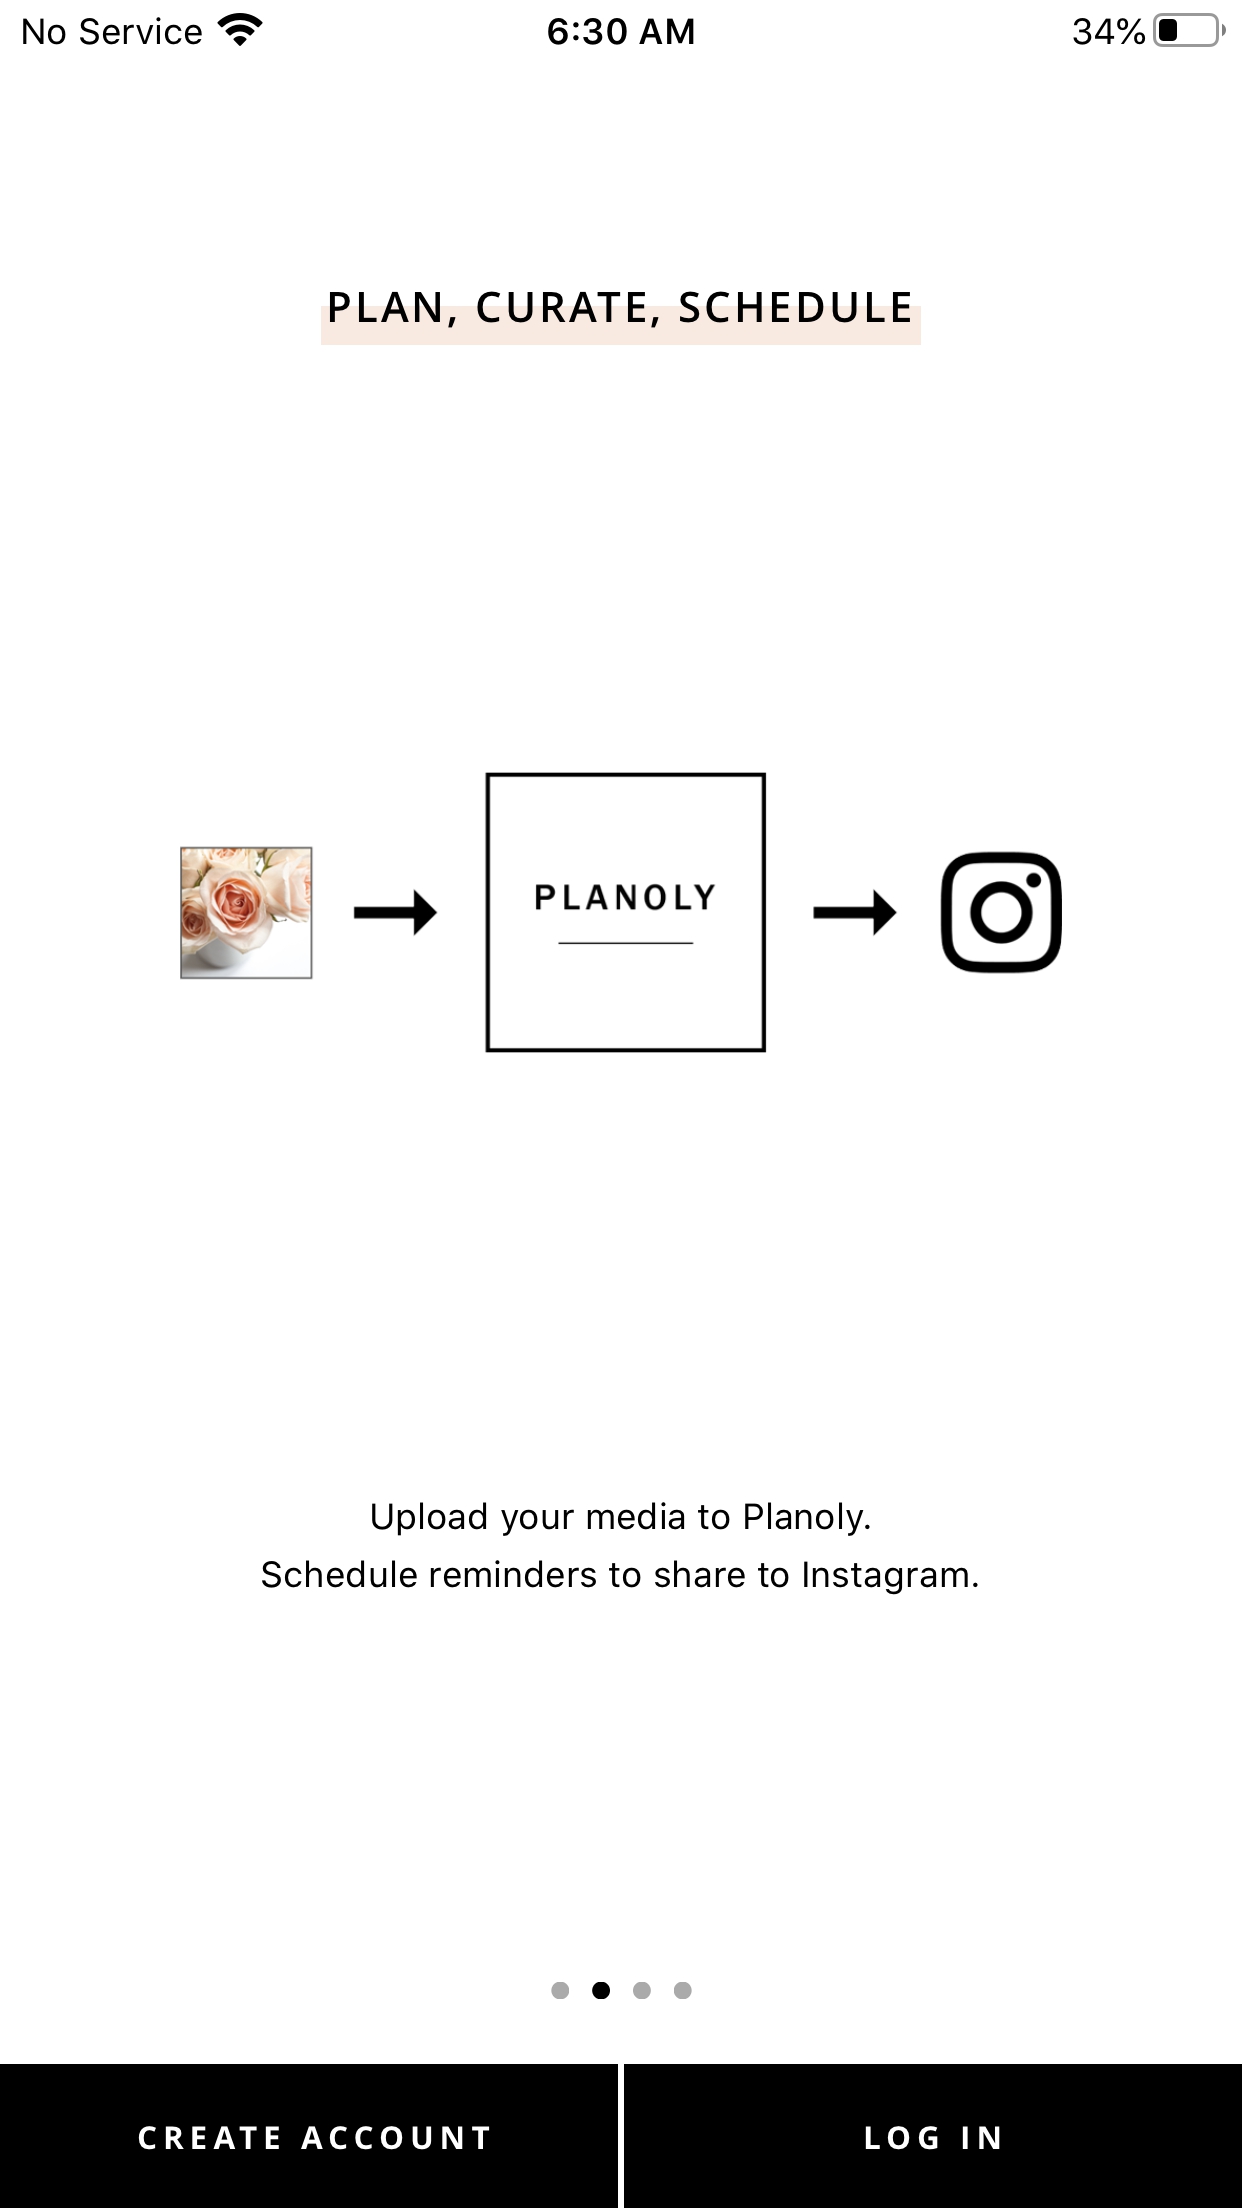 No Service 6:30 AM 34%
PLAN, CURATE, SCHEDULE
PLANOLY
Upload your media to Planoly.
Schedule reminders to share to Instagram.
CREATE ACCOUNT LOG IN